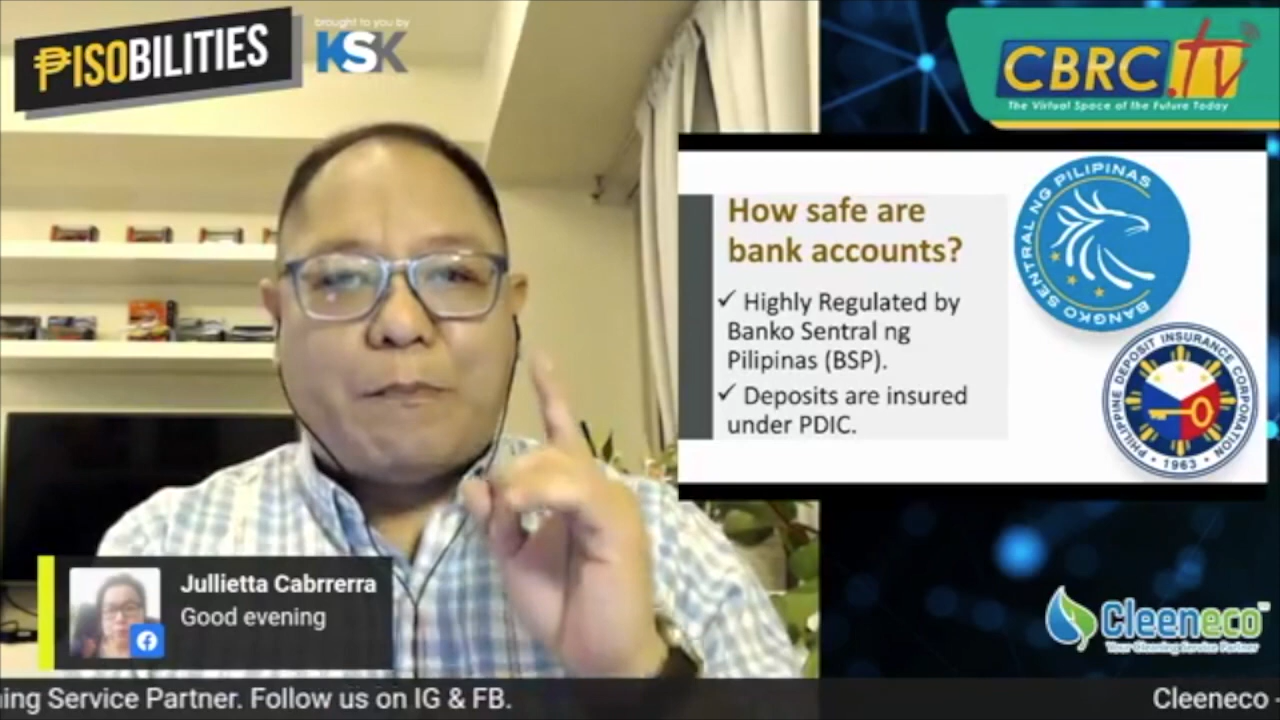 ₱ISOBILITIES
brought to you by
KSK
CBRC.tv
The Virtual Space of the Future Today
How safe are
bank accounts?
✓ Highly Regulated by
Banko Sentral ng
Pilipinas (BSP).
✓ Deposits are insured
under PDIC.
BANGKO SENTRAL NG PILIPINAS
PHILIPPINE DEPOSIT INSURANCE CORPORATION
• 1963 •
Jullietta Cabrrerra
Good evening
Cleeneco™
Your Cleaning Service Partner
ning Service Partner. Follow us on IG & FB.
Cleeneco -